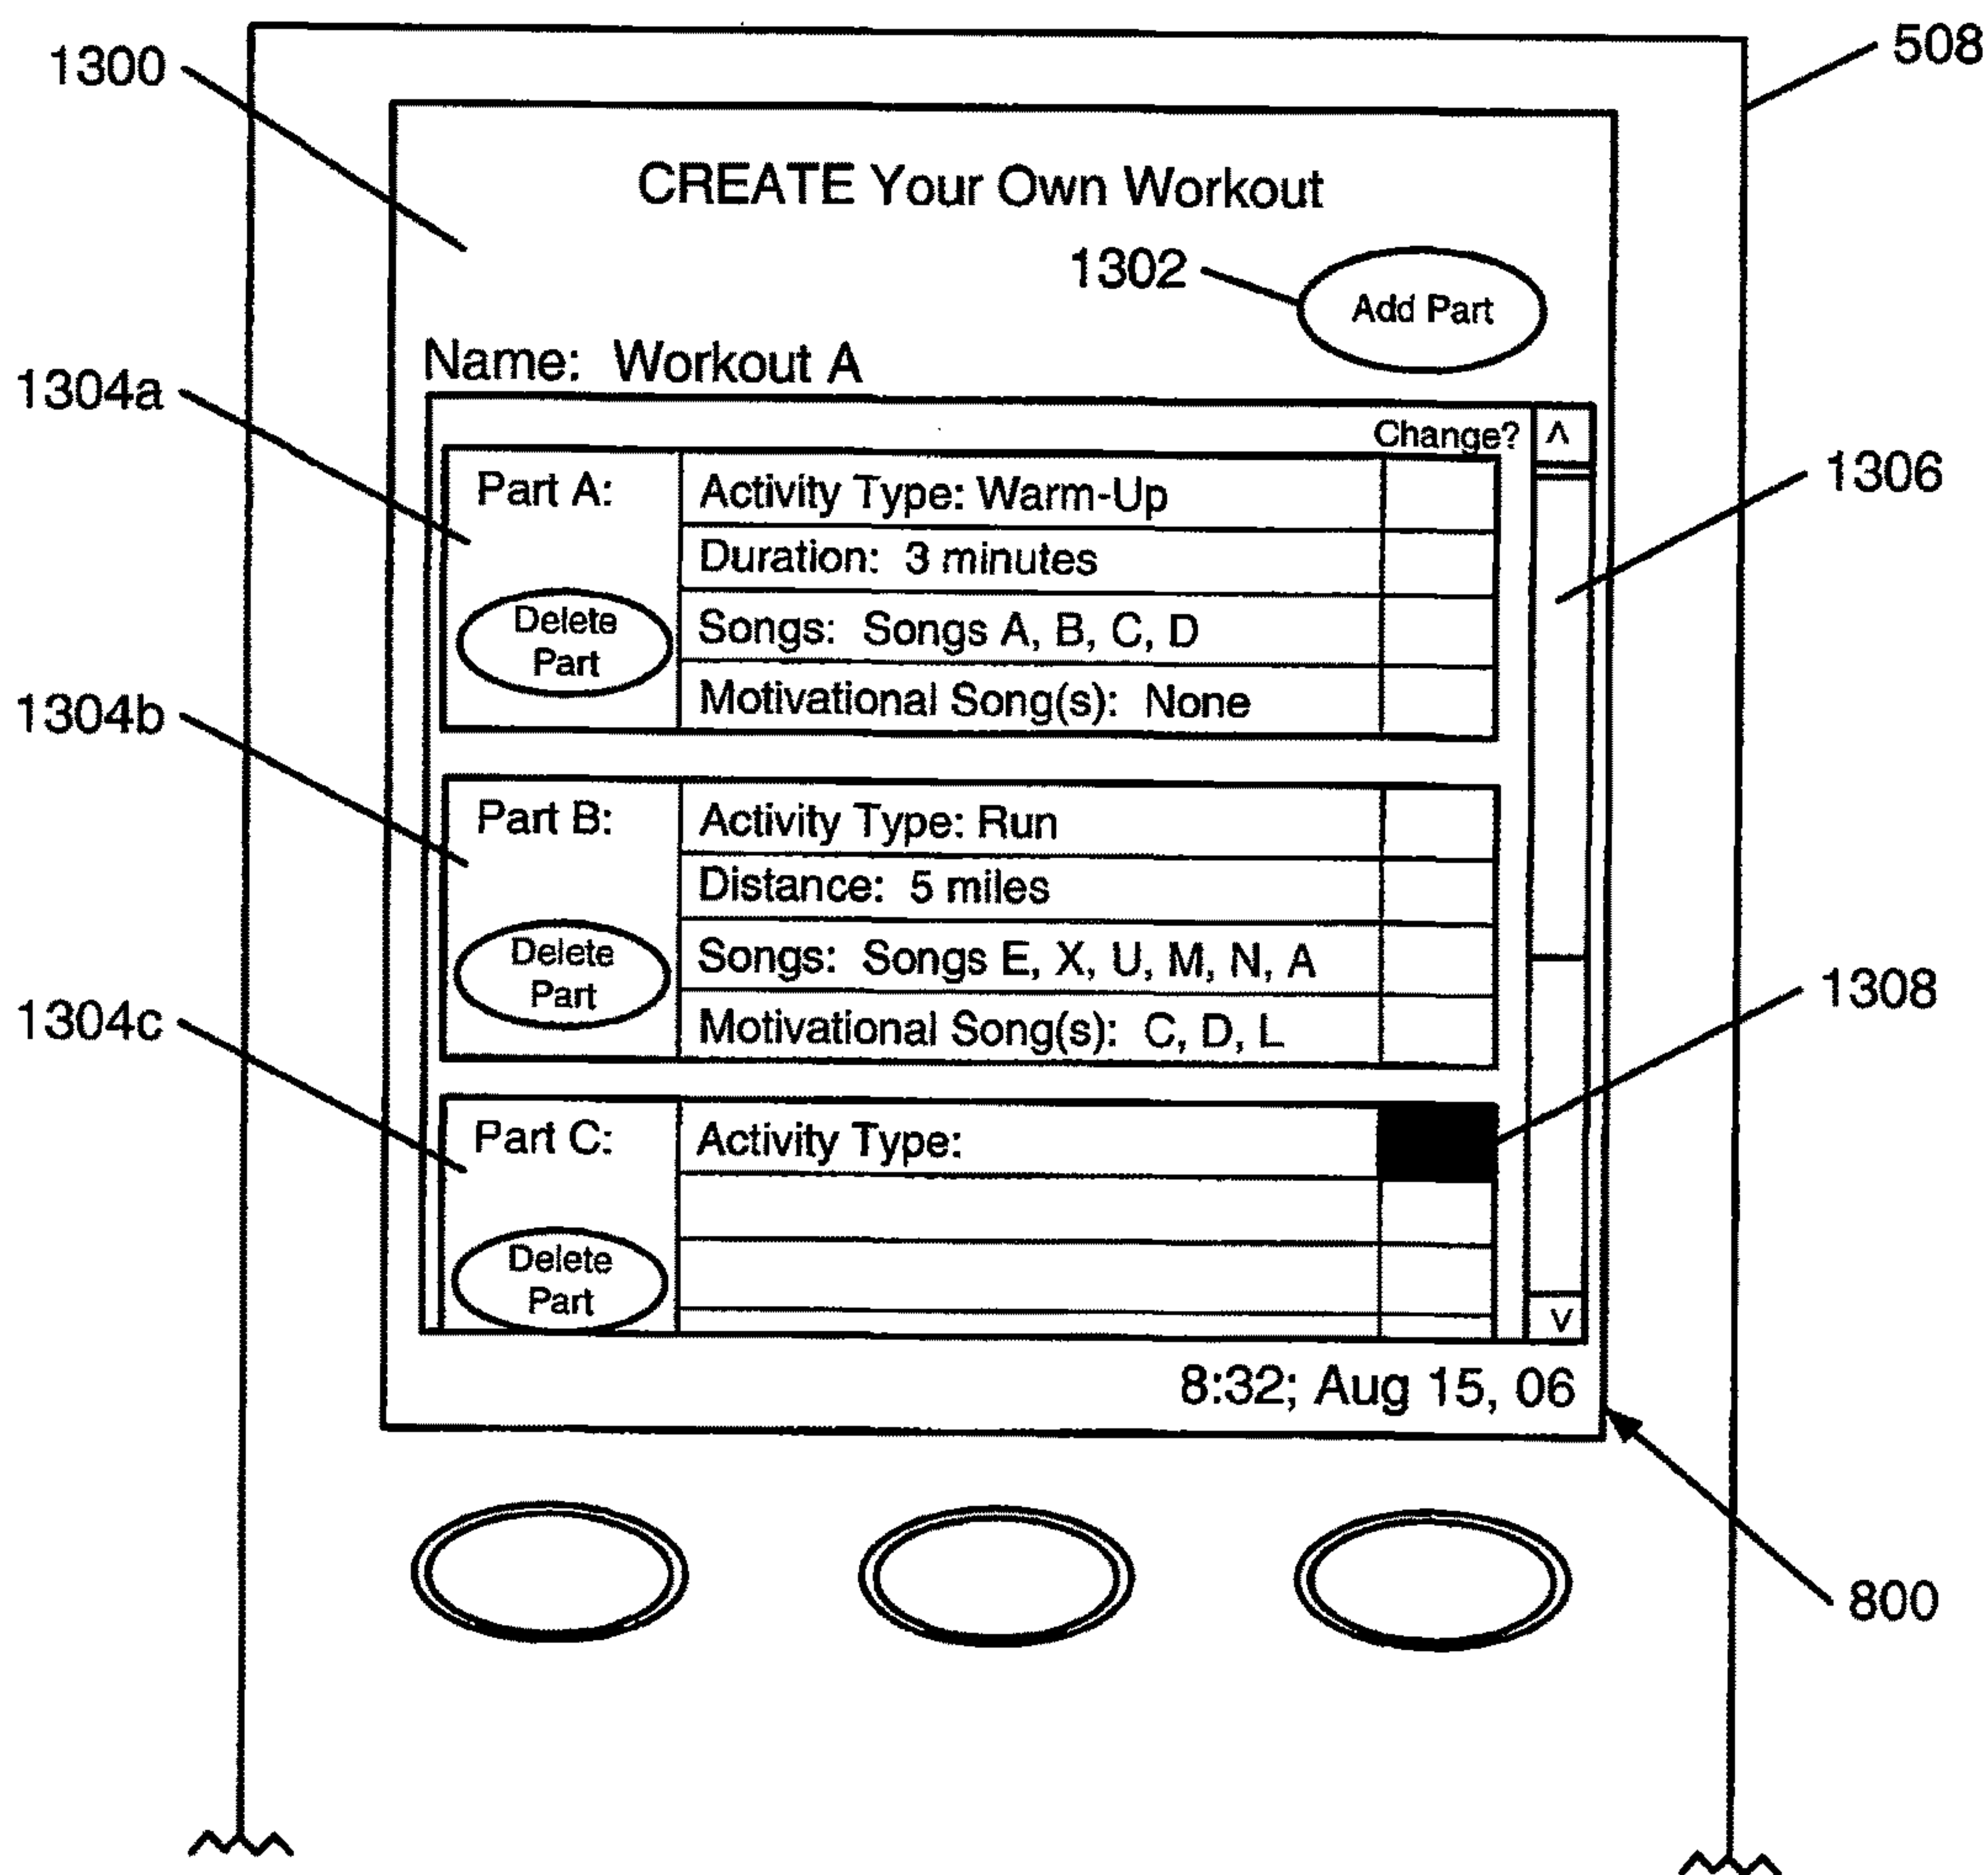 1300
508
CREATE Your Own Workout
1302
Add Part
Name: Workout A
1304a
Change?
^
1306
Part A:
Activity Type: Warm-Up
Duration: 3 minutes
Delete
Part
Songs: Songs A, B, C, D
Motivational Song(s): None
1304b
Part B:
Activity Type: Run
Distance: 5 miles
Delete
Part
Songs: Songs E, X, U, M, N, A
Motivational Song(s): C, D, L
1308
1304c
Part C:
Activity Type:
Delete
Part
v
8:32; Aug 15, 06
800